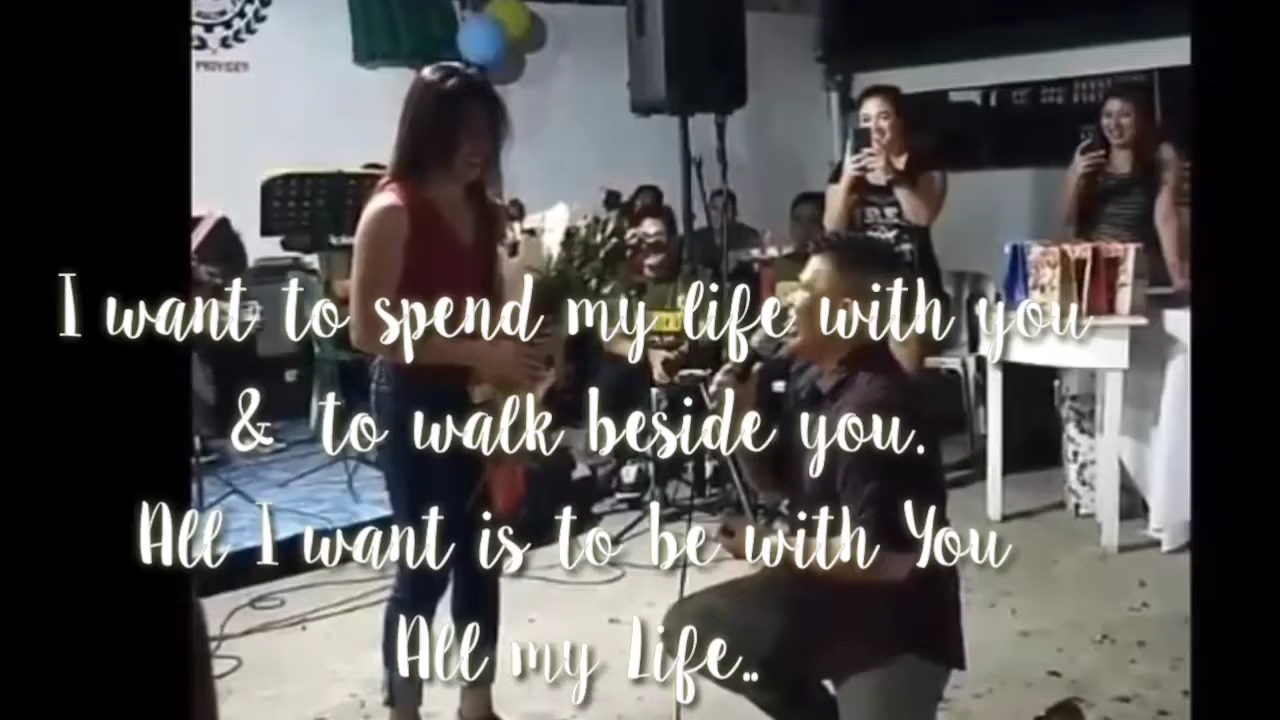 PROVIDER
I want to spend my life with you
& to walk beside you.
All I want is to be with You
All my Life..